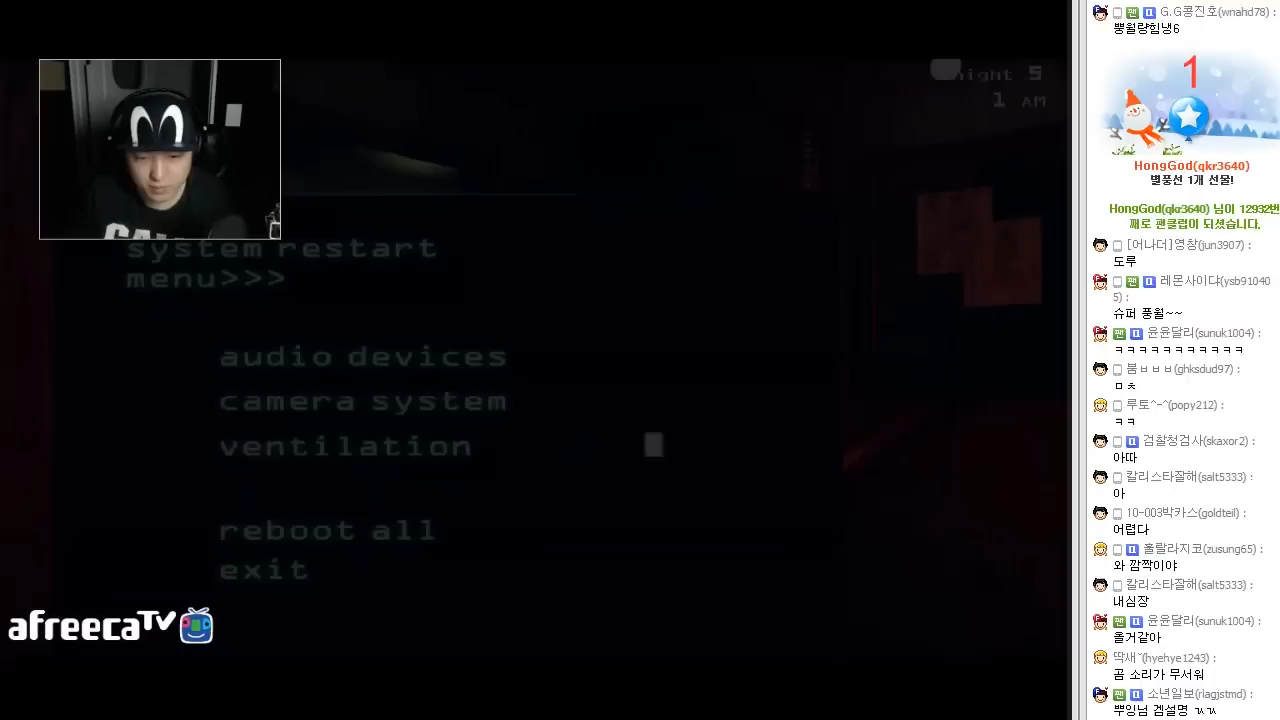 night 5
1 AM
system restart
menu>>>
audio devices
camera system
ventilation
reboot all
exit
afreecaTV
G.G콩진호(wnahd78) :
뿡월량힘냉6
1
HongGod(qkr3640)
별풍선 1개 선물!
HongGod(qkr3640) 님이 12932번
째로 팬클럽이 되셨습니다.
[어나더]영창(jun3907) :
도루
레몬사이다(ysb91040
5) :
슈퍼 풍월~~
윤윤달리(sunuk1004) :
ㅋㅋㅋㅋㅋㅋㅋㅋㅋㅋㅋ
붐ㅂㅂㅂ(ghksdud97) :
ㅁㅊ
루토^-^(popy212) :
ㅋㅋ
검찰청검사(skaxor2) :
아따
칼리스타잘해(salt5333) :
아
10-003박카스(goldteil) :
어렵다
홀랄라지코(zusung65) :
와 깜짝이야
칼리스타잘해(salt5333) :
내심장
윤윤달리(sunuk1004) :
올거같아
딱새~(hyehye1243) :
곰 소리가 무서워
소년일보(rlagjstmd) :
뿌잉님 겜설명 ㄱㄱ